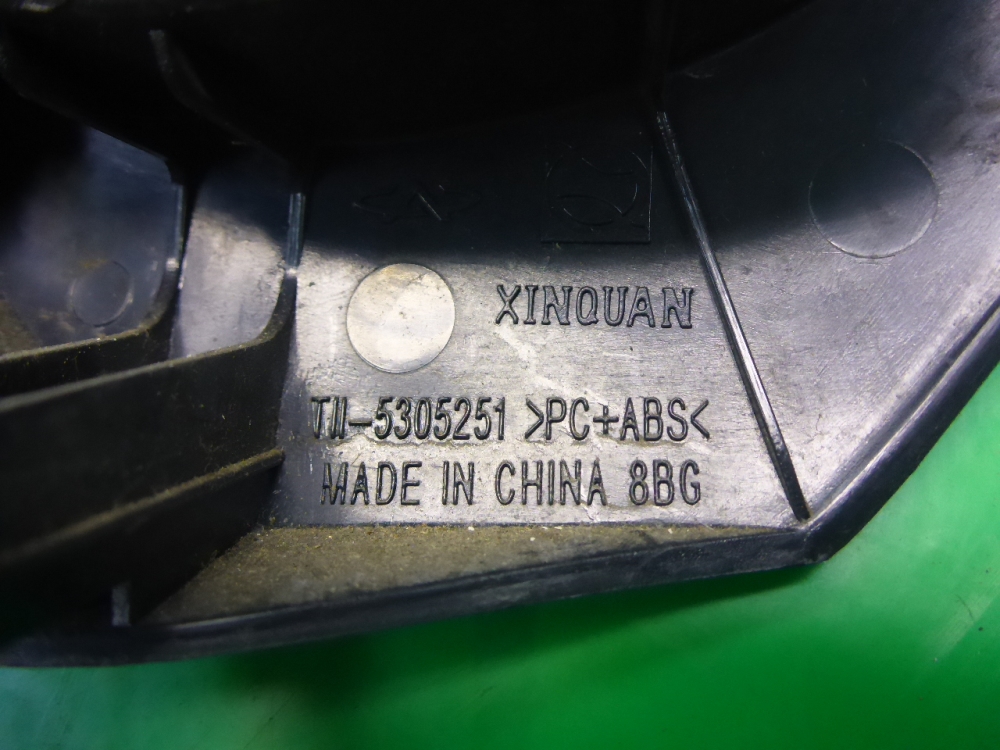 XINQUAN
T11-5305251 >PC+ABS<
MADE IN CHINA 8BG